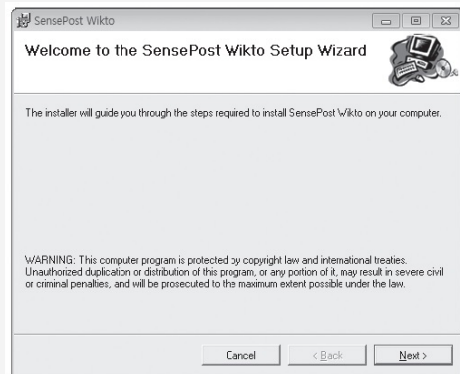 SensePost Wikto
Welcome to the SensePost Wikto Setup Wizard
The installer will guide you through the steps required to install SensePost Wikto on your computer.
WARNING: This computer program is protected by copyright law and international treaties.
Unauthorized duplication or distribution of this program, or any portion of it, may result in severe civil
or criminal penalties, and will be prosecuted to the maximum extent possible under the law.
Cancel
< Back
Next >